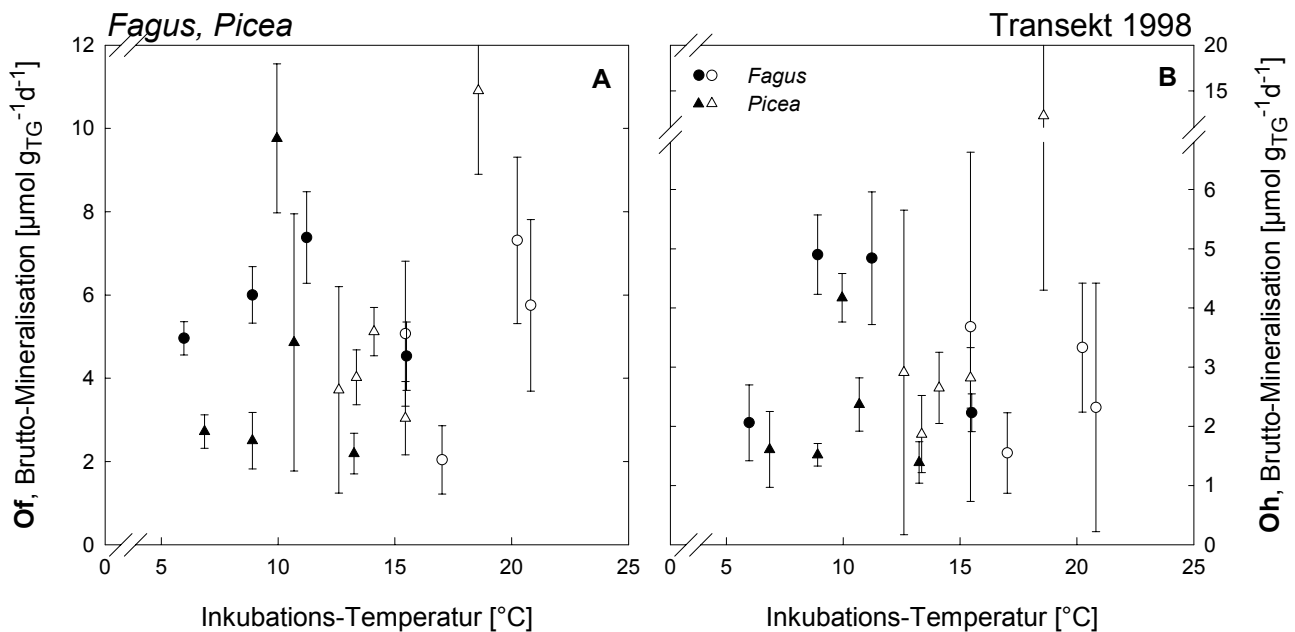 Fagus, Picea
Transekt 1998
12
10
8
6
4
2
0
Of, Brutto-Mineralisation [µmol gTG⁻¹d⁻¹]
A
0 5 10 15 20 25
Inkubations-Temperatur [°C]
Fagus
Picea
B
20
15
6
5
4
3
2
1
0
Oh, Brutto-Mineralisation [µmol gTG⁻¹d⁻¹]
0 5 10 15 20 25
Inkubations-Temperatur [°C]